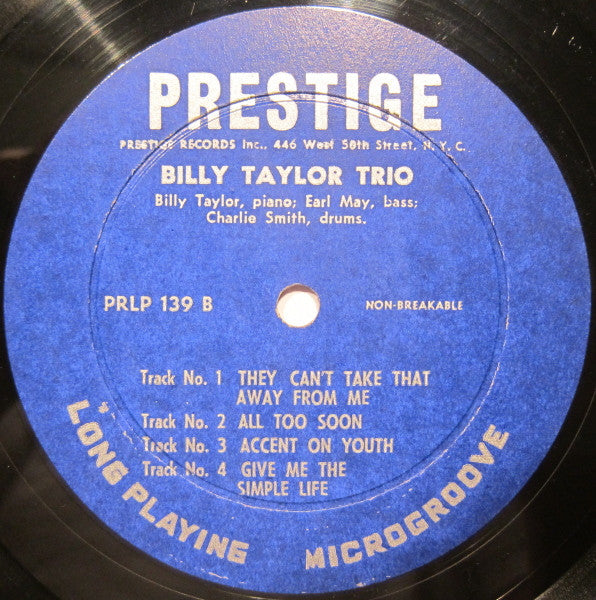 PRESTIGE
PRESTIGE RECORDS Inc., 446 West 50th Street, N.Y.C.
BILLY TAYLOR TRIO
Billy Taylor, piano; Earl May, bass;
Charlie Smith, drums.
PRLP 139 B
NON-BREAKABLE
Track No. 1 THEY CAN'T TAKE THAT
AWAY FROM ME
Track No. 2 ALL TOO SOON
Track No. 3 ACCENT ON YOUTH
Track No. 4 GIVE ME THE
SIMPLE LIFE
LONG PLAYING MICROGROOVE